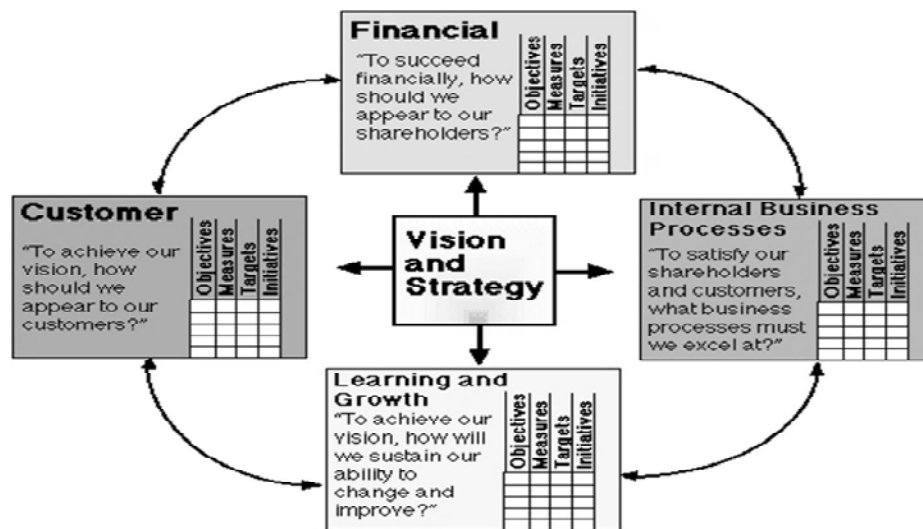 Financial
“To succeed
financially, how
should we
appear to our
shareholders?”
Objectives
Measures
Targets
Initiatives
Customer
“To achieve our
vision, how
should we
appear to our
customers?”
Objectives
Measures
Targets
Initiatives
Vision
and
Strategy
Internal Business
Processes
“To satisfy our
shareholders
and customers,
what business
processes must
we excel at?”
Objectives
Measures
Targets
Initiatives
Learning and
Growth
“To achieve our
vision, how will
we sustain our
ability to
change and
improve?”
Objectives
Measures
Targets
Initiatives